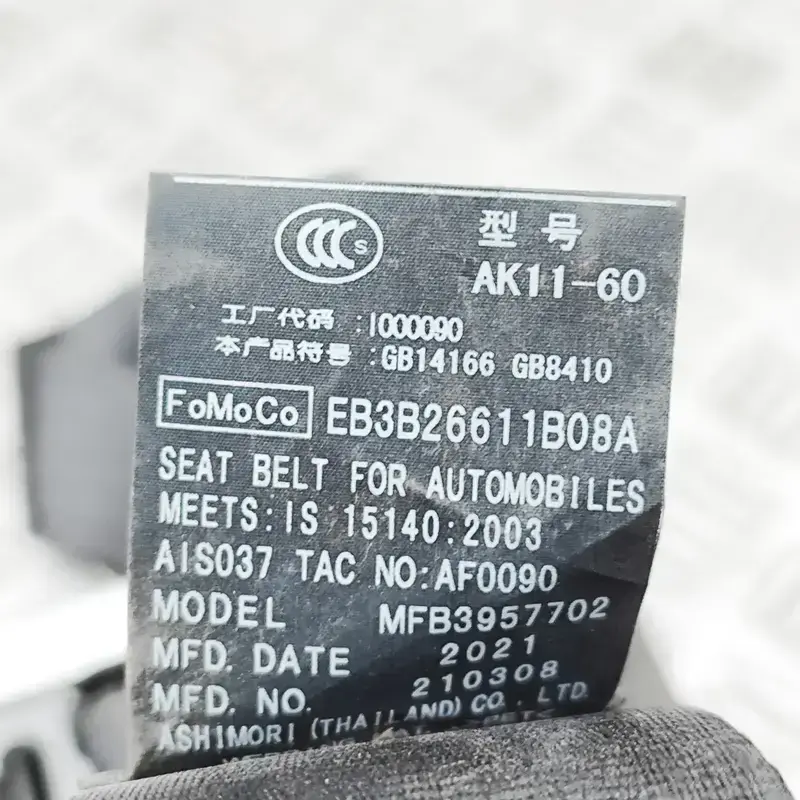 CCC S
型号
AK11-60
工厂代码 :I000090
本产品符号 :GB14166 GB8410
FoMoCo EB3B26611B08A
SEAT BELT FOR AUTOMOBILES
MEETS:IS 15140:2003
AIS037 TAC NO:AF0090
MODEL MFB3957702
MFD. DATE 2021
MFD. NO. 210308
ASHIMORI (THAILAND) CO., LTD.